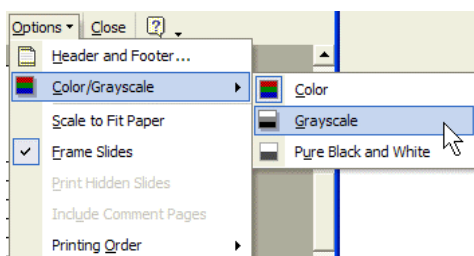 Options Close
Header and Footer...
Color/Grayscale
Color
Scale to Fit Paper
Grayscale
Frame Slides
Pure Black and White
Print Hidden Slides
Include Comment Pages
Printing Order